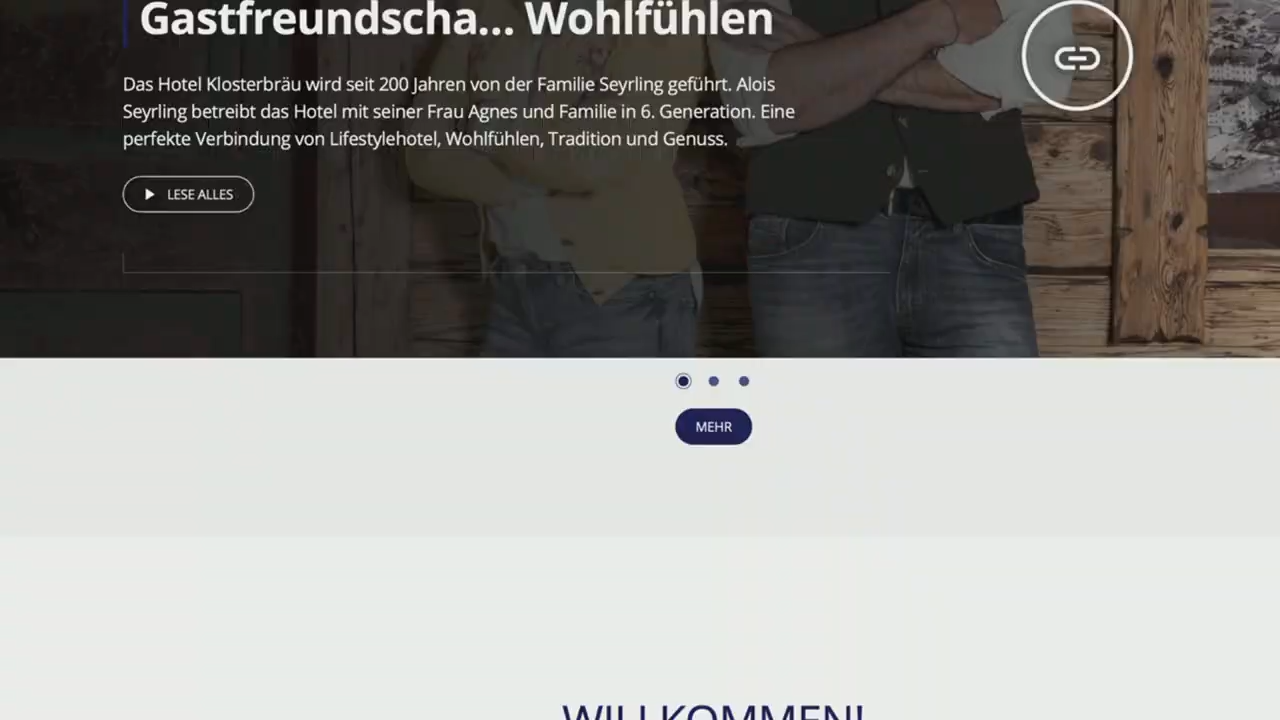 Gastfreundscha... Wohlfühlen
Das Hotel Klosterbräu wird seit 200 Jahren von der Familie Seyrling geführt. Alois
Seyrling betreibt das Hotel mit seiner Frau Agnes und Familie in 6. Generation. Eine
perfekte Verbindung von Lifestylehotel, Wohlfühlen, Tradition und Genuss.
LESE ALLES
MEHR
WILLKOMMEN!